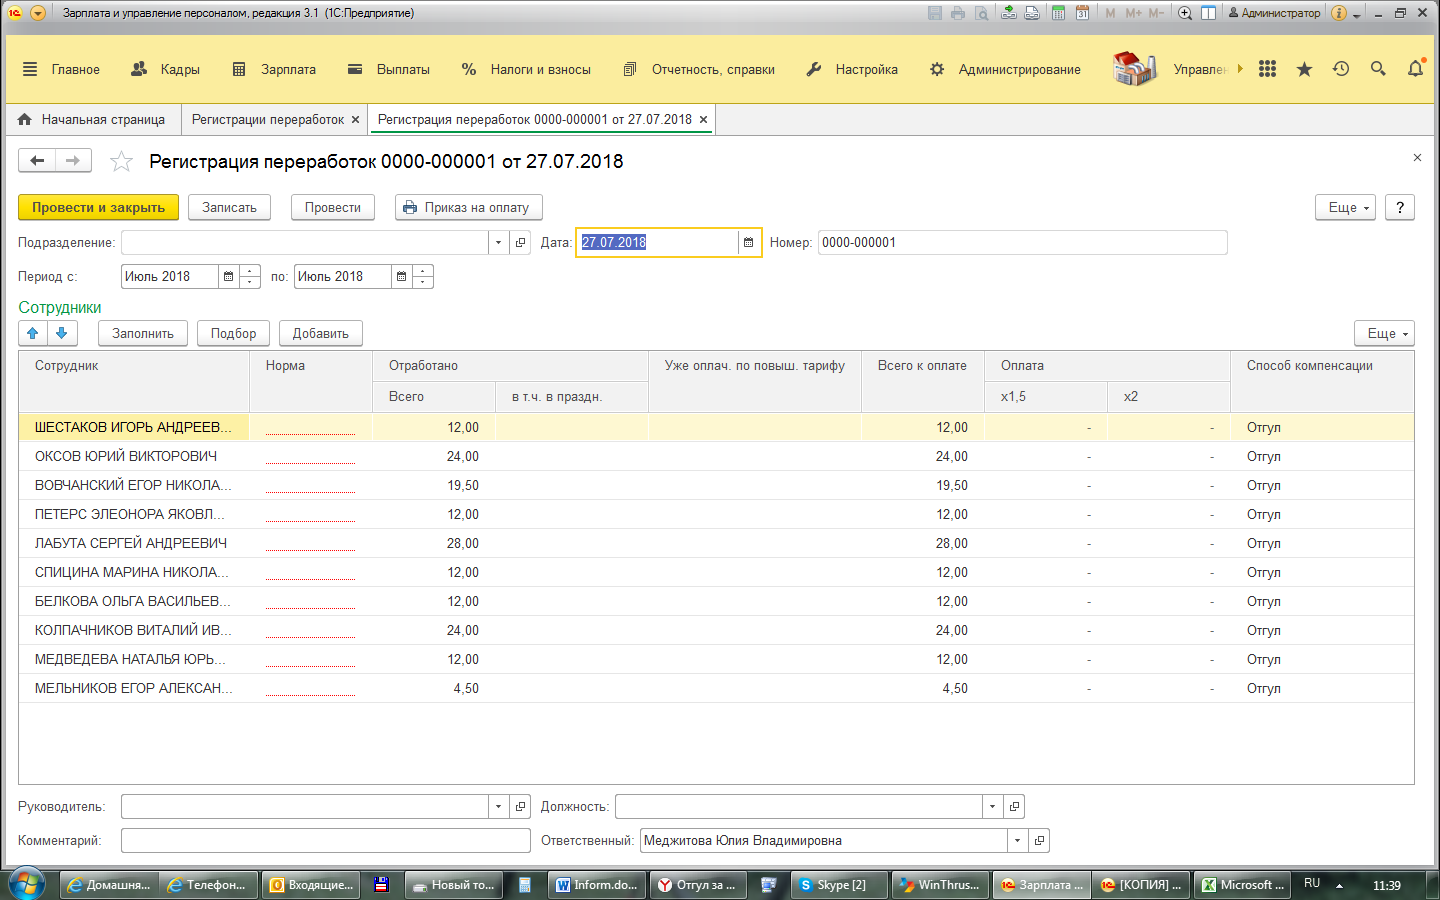 Зарплата и управление персоналом, редакция 3.1 (1С:Предприятие)
M M+ M- Администратор
Главное Кадры Зарплата Выплаты Налоги и взносы Отчетность, справки Настройка Администрирование Управлен
Начальная страница Регистрации переработок × Регистрация переработок 0000-000001 от 27.07.2018 ×
Регистрация переработок 0000-000001 от 27.07.2018
Провести и закрыть Записать Провести Приказ на оплату Еще ?
Подразделение: Дата: 27.07.2018 Номер: 0000-000001
Период с: Июль 2018 по: Июль 2018
Сотрудники
Заполнить Подбор Добавить Еще
Сотрудник Норма Отработано Уже оплач. по повыш. тарифу Всего к оплате Оплата Способ компенсации
Всего в т.ч. в праздн. x1,5 x2
ШЕСТАКОВ ИГОРЬ АНДРЕЕВ... 12,00 12,00 - - Отгул
ОКСОВ ЮРИЙ ВИКТОРОВИЧ 24,00 24,00 - - Отгул
ВОВЧАНСКИЙ ЕГОР НИКОЛА... 19,50 19,50 - - Отгул
ПЕТЕРС ЭЛЕОНОРА ЯКОВЛ... 12,00 12,00 - - Отгул
ЛАБУТА СЕРГЕЙ АНДРЕЕВИЧ 28,00 28,00 - - Отгул
СПИЦИНА МАРИНА НИКОЛА... 12,00 12,00 - - Отгул
БЕЛКОВА ОЛЬГА ВАСИЛЬЕВ... 12,00 12,00 - - Отгул
КОЛПАЧНИКОВ ВИТАЛИЙ ИВ... 24,00 24,00 - - Отгул
МЕДВЕДЕВА НАТАЛЬЯ ЮРЬ... 12,00 12,00 - - Отгул
МЕЛЬНИКОВ ЕГОР АЛЕКСАН... 4,50 4,50 - - Отгул
Руководитель: Должность:
Комментарий: Ответственный: Меджитова Юлия Владимировна
Домашня... Телефон... Входящие... Новый то... Inform.do... Отгул за ... Skype [2] WinThrus... Зарплата ... [КОПИЯ] ... Microsoft ... RU 11:39